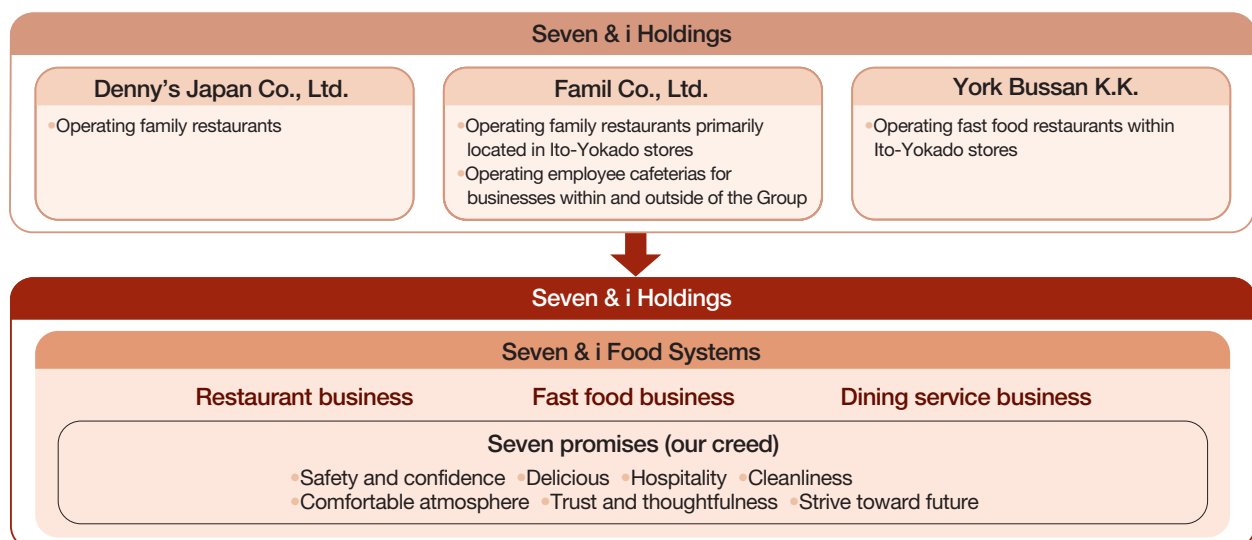 Seven & i Holdings
Denny's Japan Co., Ltd.
•Operating family restaurants
Famil Co., Ltd.
•Operating family restaurants primarily
located in Ito-Yokado stores
•Operating employee cafeterias for
businesses within and outside of the Group
York Bussan K.K.
•Operating fast food restaurants within
Ito-Yokado stores
Seven & i Holdings
Seven & i Food Systems
Restaurant business Fast food business Dining service business
Seven promises (our creed)
•Safety and confidence •Delicious •Hospitality •Cleanliness
•Comfortable atmosphere •Trust and thoughtfulness •Strive toward future